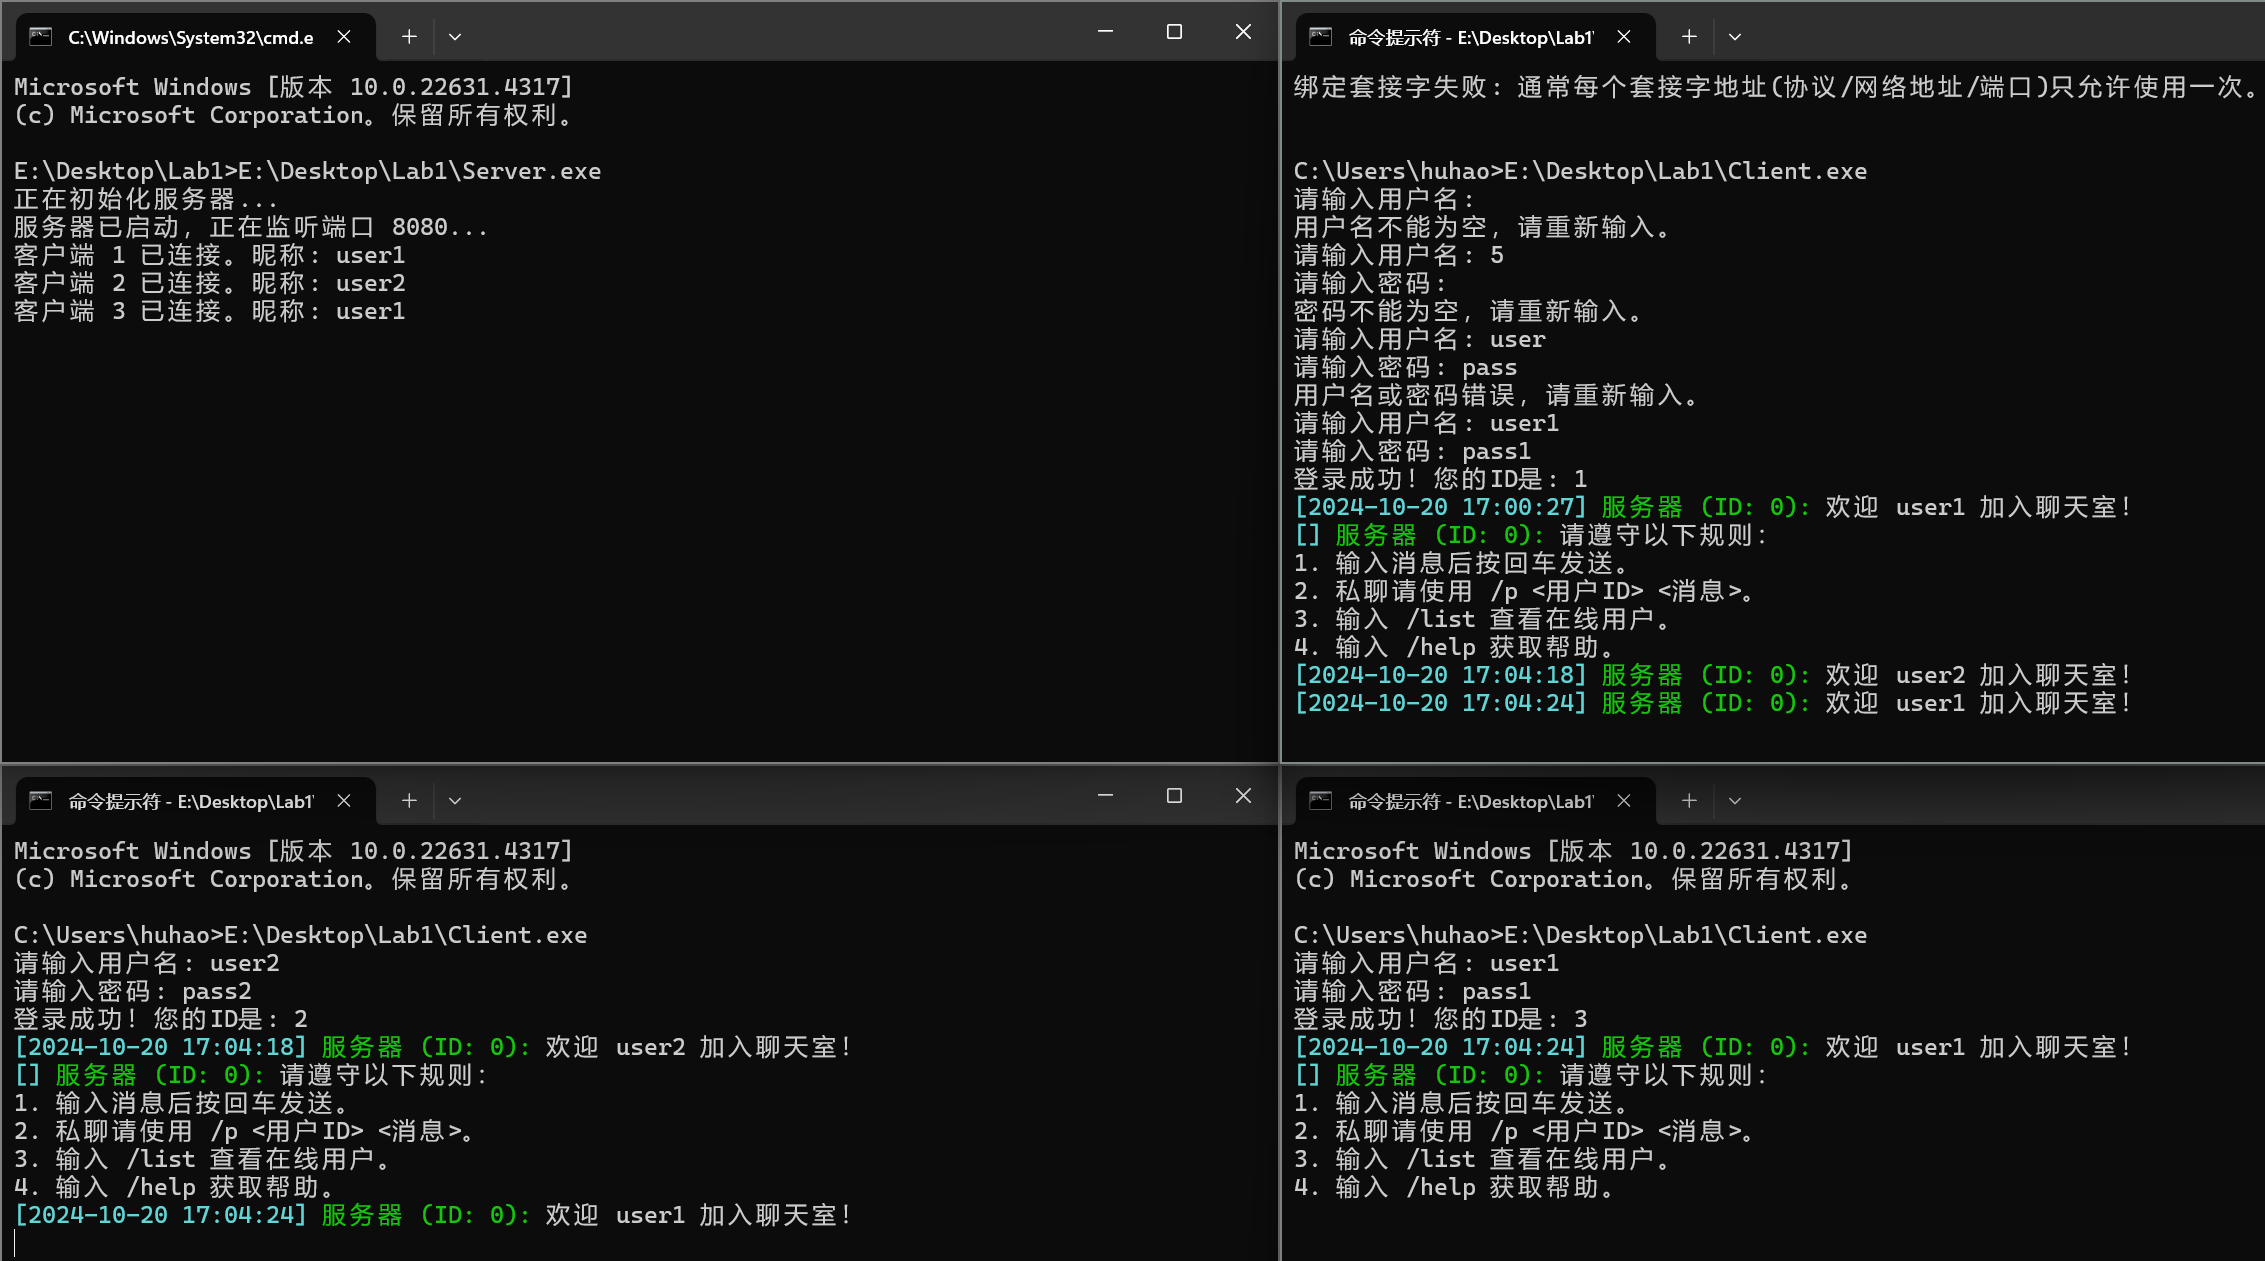 C:\Windows\System32\cmd.e
Microsoft Windows [版本 10.0.22631.4317]
(c) Microsoft Corporation。保留所有权利。
E:\Desktop\Lab1>E:\Desktop\Lab1\Server.exe
正在初始化服务器...
服务器已启动，正在监听端口 8080...
客户端 1 已连接。昵称: user1
客户端 2 已连接。昵称: user2
客户端 3 已连接。昵称: user1
命令提示符 - E:\Desktop\Lab1'
绑定套接字失败: 通常每个套接字地址(协议/网络地址/端口)只允许使用一次。
C:\Users\huhao>E:\Desktop\Lab1\Client.exe
请输入用户名:
用户名不能为空，请重新输入。
请输入用户名: 5
请输入密码:
密码不能为空，请重新输入。
请输入用户名: user
请输入密码: pass
用户名或密码错误，请重新输入。
请输入用户名: user1
请输入密码: pass1
登录成功！您的ID是: 1
[2024-10-20 17:00:27] 服务器 (ID: 0): 欢迎 user1 加入聊天室！
[] 服务器 (ID: 0): 请遵守以下规则：
1. 输入消息后按回车发送。
2. 私聊请使用 /p <用户ID> <消息>。
3. 输入 /list 查看在线用户。
4. 输入 /help 获取帮助。
[2024-10-20 17:04:18] 服务器 (ID: 0): 欢迎 user2 加入聊天室！
[2024-10-20 17:04:24] 服务器 (ID: 0): 欢迎 user1 加入聊天室！
命令提示符 - E:\Desktop\Lab1'
Microsoft Windows [版本 10.0.22631.4317]
(c) Microsoft Corporation。保留所有权利。
C:\Users\huhao>E:\Desktop\Lab1\Client.exe
请输入用户名: user2
请输入密码: pass2
登录成功！您的ID是: 2
[2024-10-20 17:04:18] 服务器 (ID: 0): 欢迎 user2 加入聊天室！
[] 服务器 (ID: 0): 请遵守以下规则：
1. 输入消息后按回车发送。
2. 私聊请使用 /p <用户ID> <消息>。
3. 输入 /list 查看在线用户。
4. 输入 /help 获取帮助。
[2024-10-20 17:04:24] 服务器 (ID: 0): 欢迎 user1 加入聊天室！
命令提示符 - E:\Desktop\Lab1'
Microsoft Windows [版本 10.0.22631.4317]
(c) Microsoft Corporation。保留所有权利。
C:\Users\huhao>E:\Desktop\Lab1\Client.exe
请输入用户名: user1
请输入密码: pass1
登录成功！您的ID是: 3
[2024-10-20 17:04:24] 服务器 (ID: 0): 欢迎 user1 加入聊天室！
[] 服务器 (ID: 0): 请遵守以下规则：
1. 输入消息后按回车发送。
2. 私聊请使用 /p <用户ID> <消息>。
3. 输入 /list 查看在线用户。
4. 输入 /help 获取帮助。